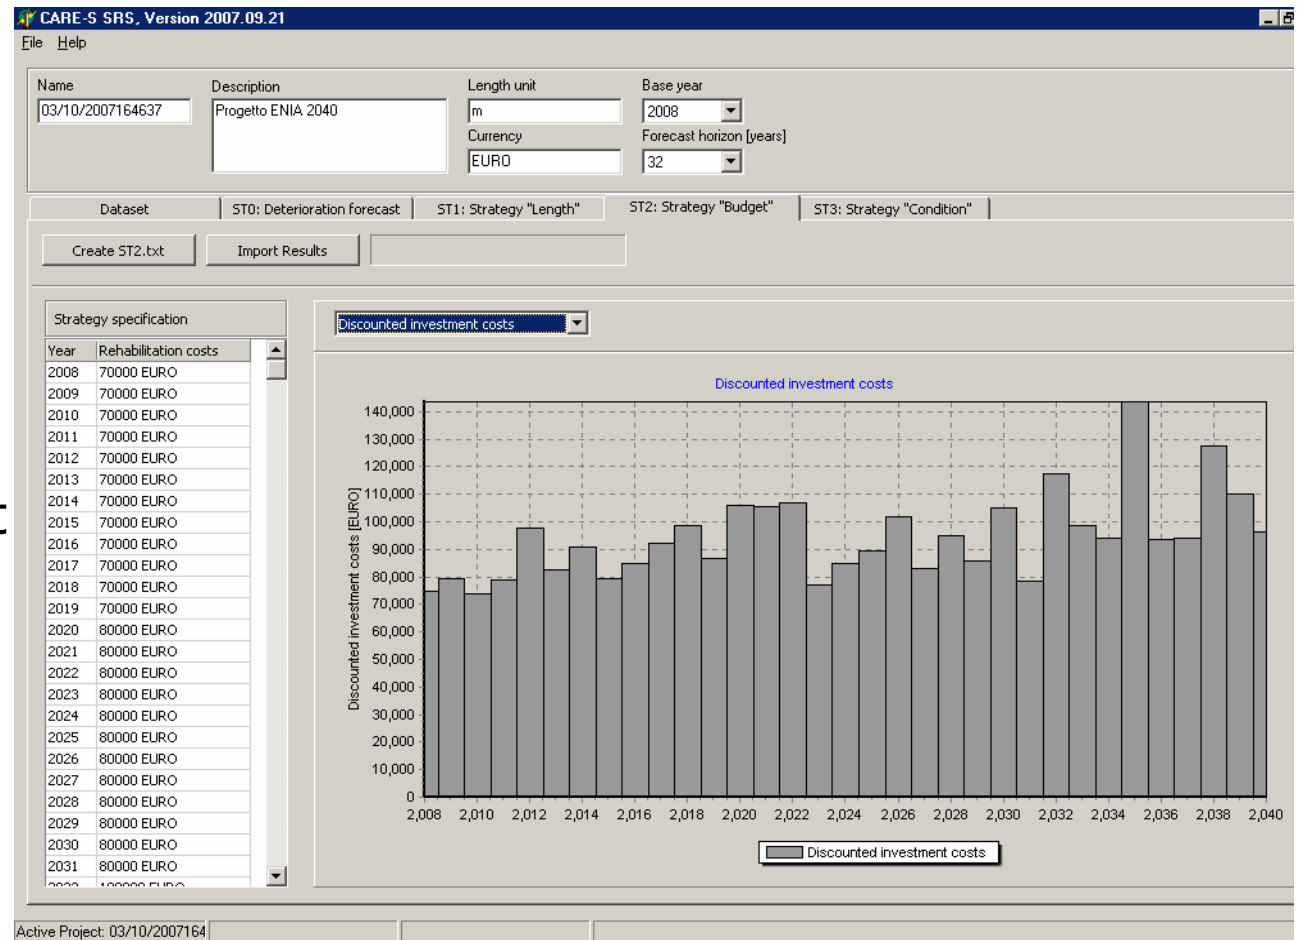 CARE-S SRS, Version 2007.09.21
File Help
Name Description Length unit Base year
03/10/2007164637 Progetto ENIA 2040 m 2008
Currency Forecast horizon [years]
EURO 32
Dataset ST0: Deterioration forecast ST1: Strategy "Length" ST2: Strategy "Budget" ST3: Strategy "Condition"
Create ST2.txt Import Results
Strategy specification
Year Rehabilitation costs
2008 70000 EURO
2009 70000 EURO
2010 70000 EURO
2011 70000 EURO
2012 70000 EURO
2013 70000 EURO
2014 70000 EURO
2015 70000 EURO
2016 70000 EURO
2017 70000 EURO
2018 70000 EURO
2019 70000 EURO
2020 80000 EURO
2021 80000 EURO
2022 80000 EURO
2023 80000 EURO
2024 80000 EURO
2025 80000 EURO
2026 80000 EURO
2027 80000 EURO
2028 80000 EURO
2029 80000 EURO
2030 80000 EURO
2031 80000 EURO
Discounted investment costs
Discounted investment costs
Discounted investment costs [EURO]
140,000
130,000
120,000
110,000
100,000
90,000
80,000
70,000
60,000
50,000
40,000
30,000
20,000
10,000
0
2,008 2,010 2,012 2,014 2,016 2,018 2,020 2,022 2,024 2,026 2,028 2,030 2,032 2,034 2,036 2,038 2,040
Discounted investment costs
Active Project: 03/10/2007164
t